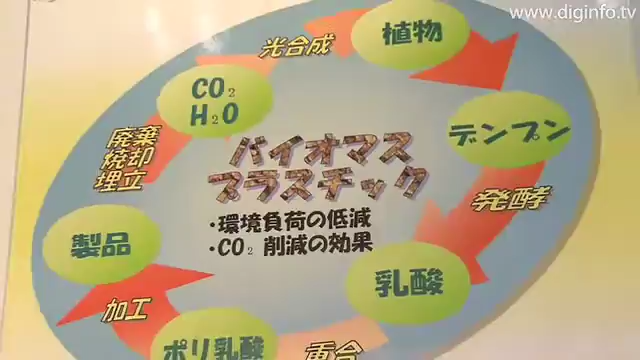 www.diginfo.tv
光合成
植物
CO₂
H₂O
デンプン
廃棄
焼却
埋立
バイオマス
プラスチック
発酵
・環境負荷の低減
・CO₂ 削減の効果
製品
乳酸
加工
ポリ乳酸
重合